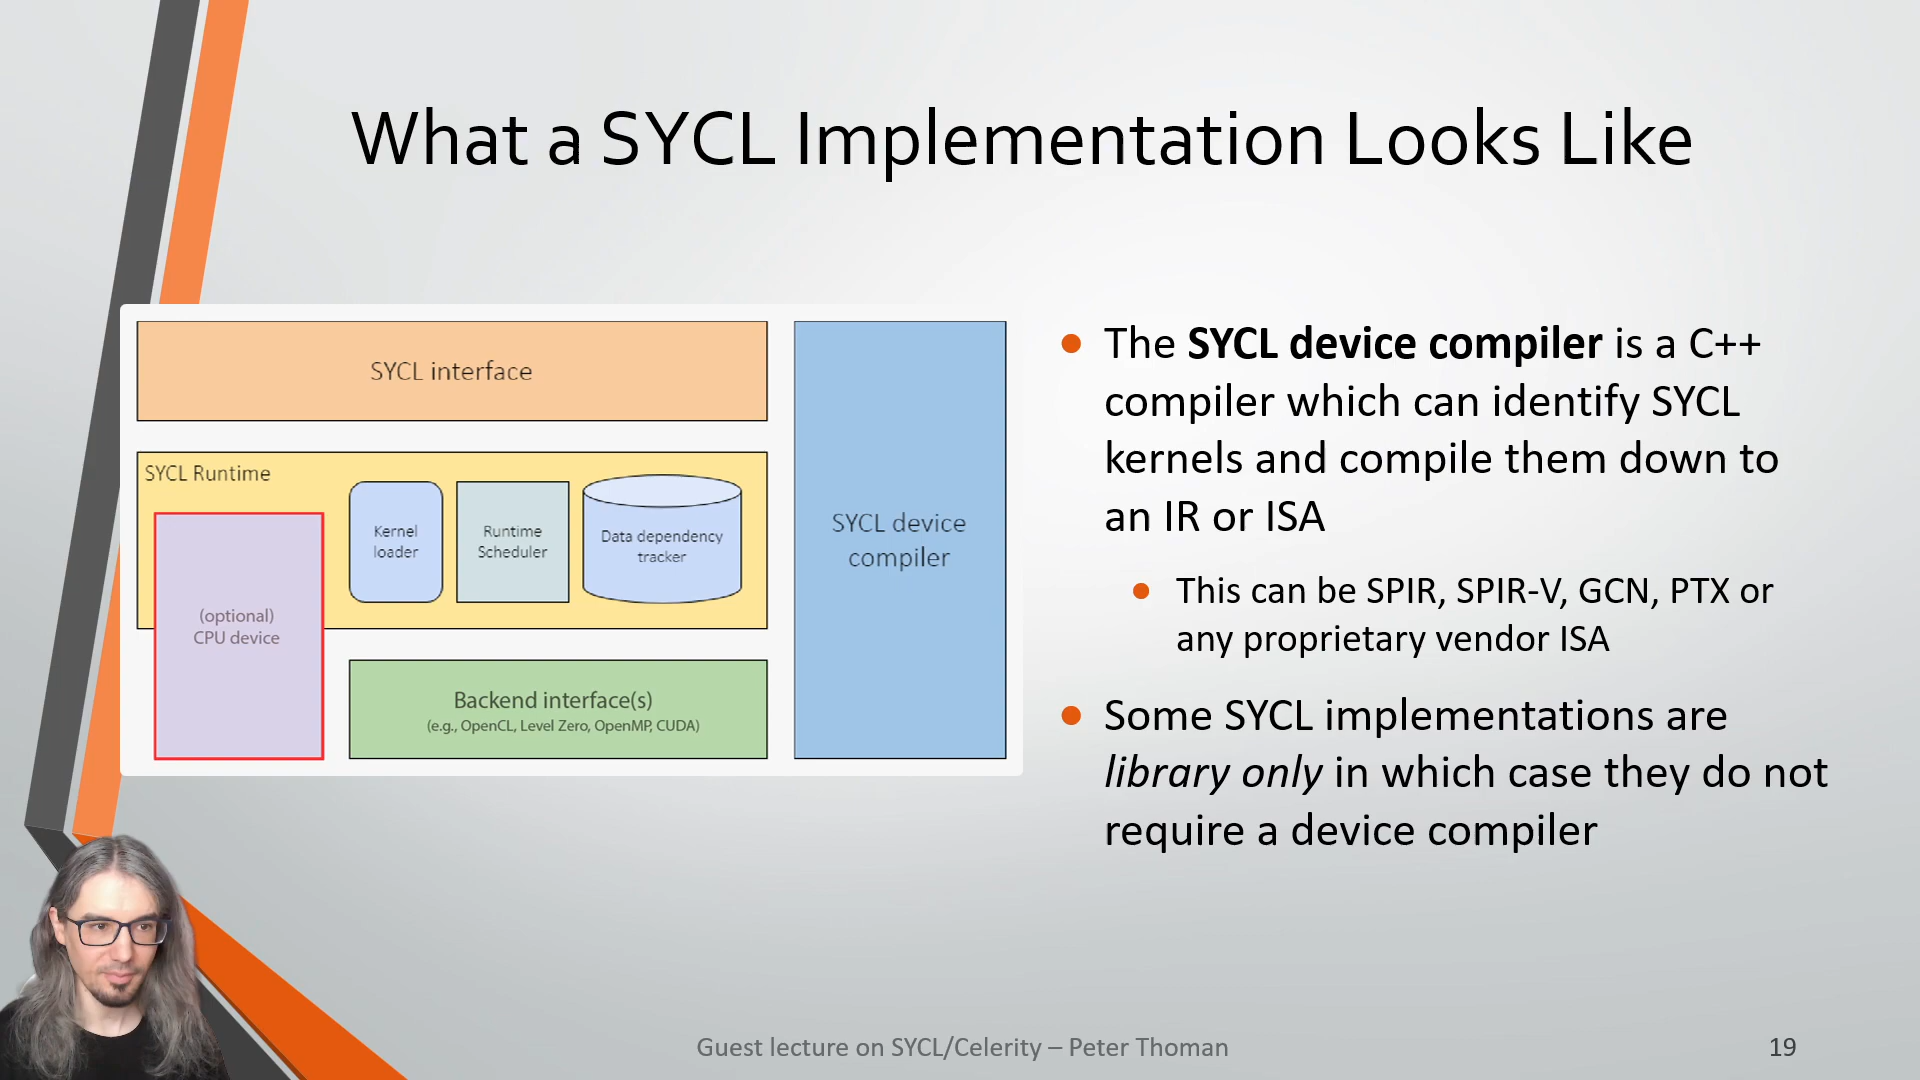 What a SYCL Implementation Looks Like
SYCL interface
SYCL Runtime
Kernel
loader
Runtime
Scheduler
Data dependency
tracker
(optional)
CPU device
Backend interface(s)
(e.g., OpenCL, Level Zero, OpenMP, CUDA)
SYCL device
compiler
The SYCL device compiler is a C++
compiler which can identify SYCL
kernels and compile them down to
an IR or ISA
This can be SPIR, SPIR-V, GCN, PTX or
any proprietary vendor ISA
Some SYCL implementations are
library only in which case they do not
require a device compiler
Guest lecture on SYCL/Celerity – Peter Thoman
19